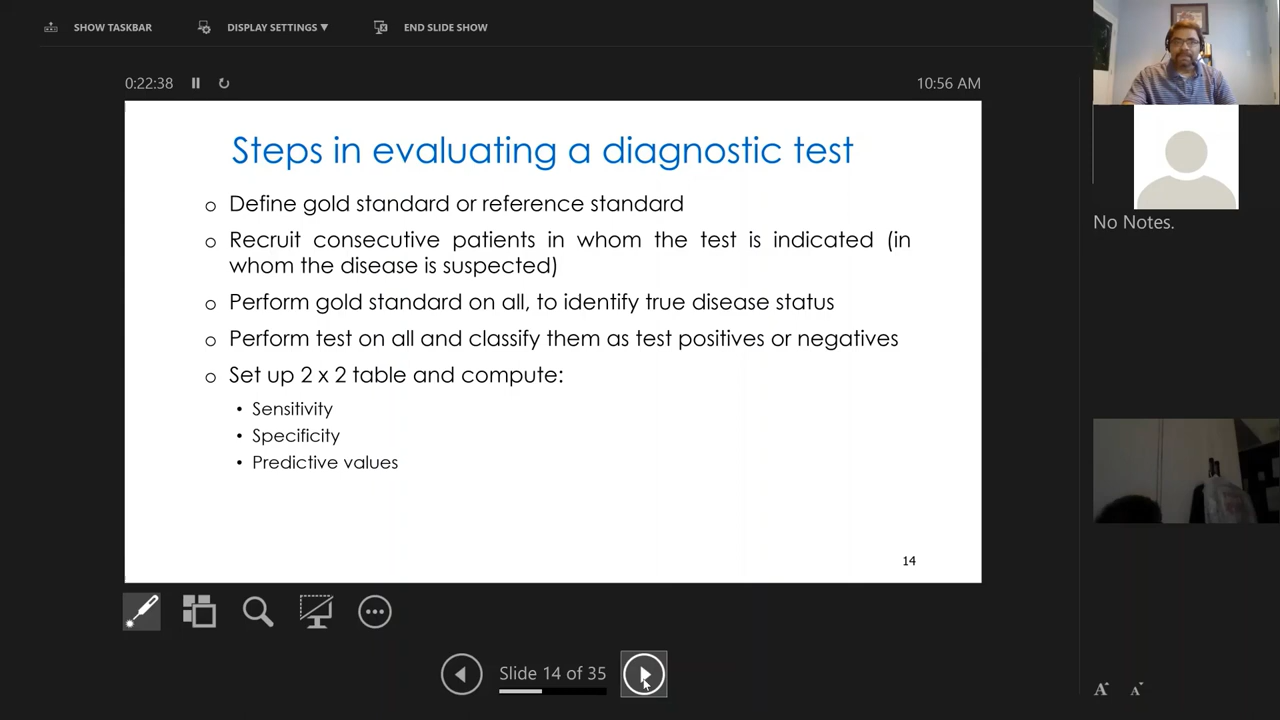 SHOW TASKBAR
DISPLAY SETTINGS ▼
END SLIDE SHOW
0:22:38
10:56 AM
Steps in evaluating a diagnostic test
o Define gold standard or reference standard
o Recruit consecutive patients in whom the test is indicated (in
whom the disease is suspected)
o Perform gold standard on all, to identify true disease status
o Perform test on all and classify them as test positives or negatives
o Set up 2 x 2 table and compute:
• Sensitivity
• Specificity
• Predictive values
14
No Notes.
Slide 14 of 35
A A